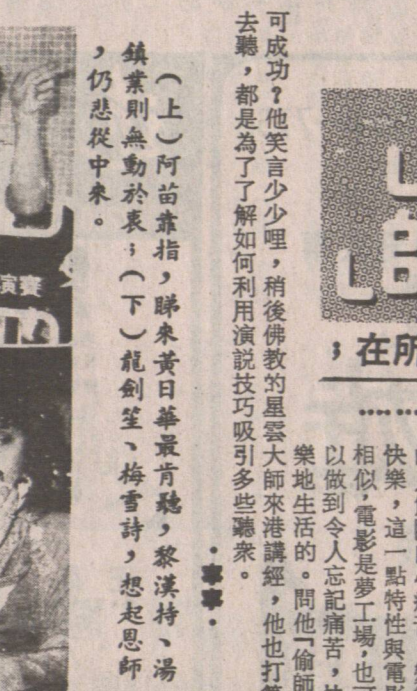 的
；在所
快樂，這一點特性與電影
相似，電影是夢工場，也可
以做到令人忘記痛苦，
樂地生活的。問他「偷師
可成功？他笑言少少哩，稍後佛教的星雲大師來港講經，他也打算
去聽，都是為了了解如何利用演說技巧吸引多些聽衆。
（上）阿苗靠指，睇來黃日華最肯聽，黎漢持、湯
鎮業則無動於衷；（下）龍劍笙、梅雪詩，想起恩師
，仍悲從中來。
演賽